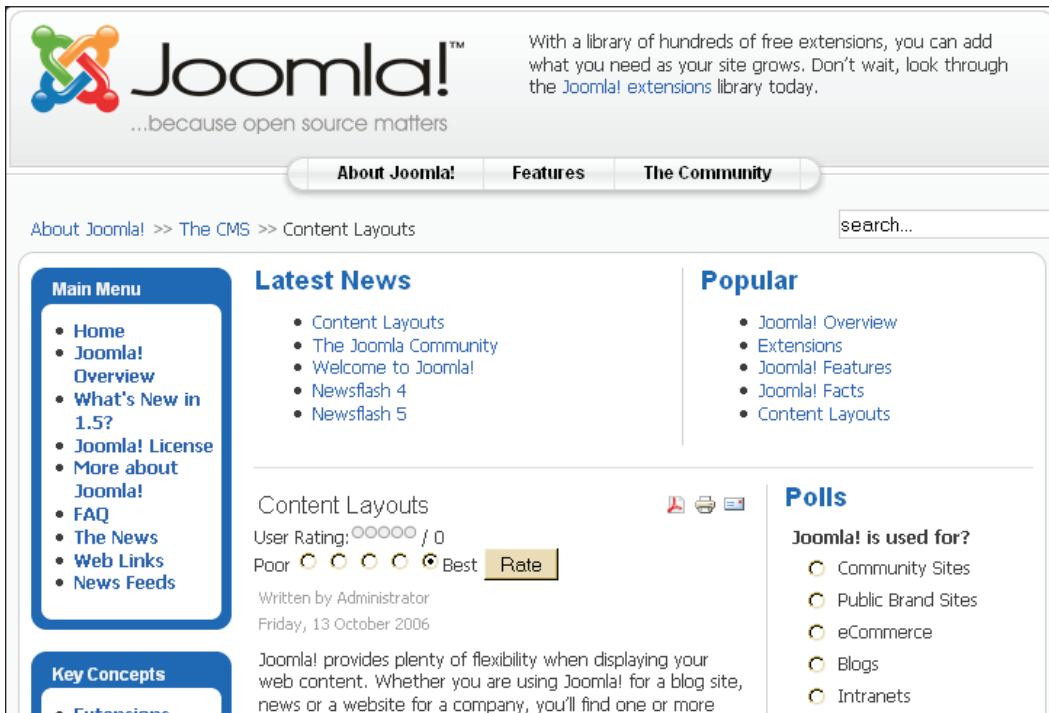 Joomla!™
...because open source matters
With a library of hundreds of free extensions, you can add
what you need as your site grows. Don't wait, look through
the Joomla! extensions library today.
About Joomla! Features The Community
About Joomla! >> The CMS >> Content Layouts
search...
Main Menu
Home
Joomla!
Overview
What's New in
1.5?
Joomla! License
More about
Joomla!
FAQ
The News
Web Links
News Feeds
Key Concepts
Extensions
Latest News
Content Layouts
The Joomla Community
Welcome to Joomla!
Newsflash 4
Newsflash 5
Popular
Joomla! Overview
Extensions
Joomla! Features
Joomla! Facts
Content Layouts
Content Layouts
User Rating: / 0
Poor Best Rate
Written by Administrator
Friday, 13 October 2006
Joomla! provides plenty of flexibility when displaying your
web content. Whether you are using Joomla! for a blog site,
news or a website for a company, you'll find one or more
Polls
Joomla! is used for?
Community Sites
Public Brand Sites
eCommerce
Blogs
Intranets